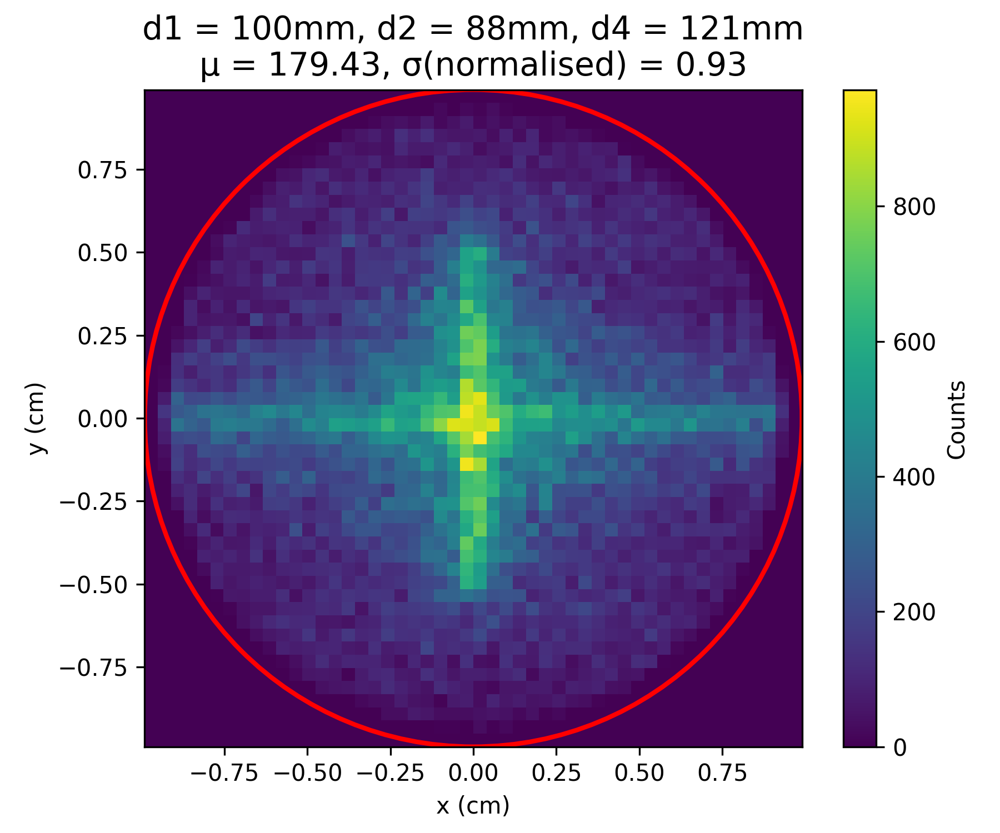 d1 = 100mm, d2 = 88mm, d4 = 121mm
μ = 179.43, σ(normalised) = 0.93
0.75
0.50
0.25
0.00
−0.25
−0.50
−0.75
y (cm)
−0.75 −0.50 −0.25 0.00 0.25 0.50 0.75
x (cm)
800
600
400
200
0
Counts